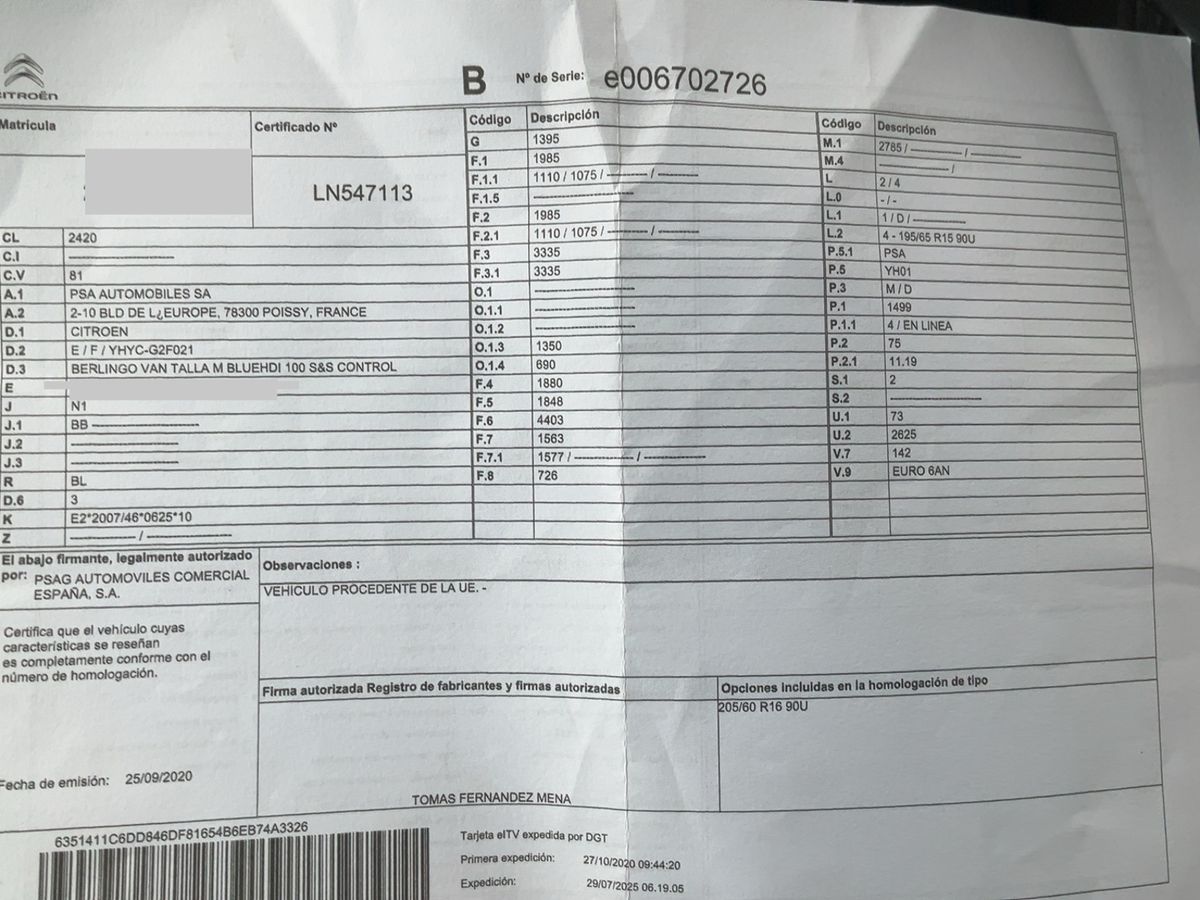 CITROËN
B Nº de Serie: e006702726
Matricula
Certificado Nº
LN547113
CL 2420
C.I
C.V 81
A.1 PSA AUTOMOBILES SA
A.2 2-10 BLD DE L¿EUROPE, 78300 POISSY, FRANCE
D.1 CITROEN
D.2 E / F / YHYC-G2F021
D.3 BERLINGO VAN TALLA M BLUEHDI 100 S&S CONTROL
E
J N1
J.1 BB ---------------
J.2 ---------------
J.3 ---------------
R BL
D.6 3
K E2*2007/46*0625*10
Z --------- / ------------
Código Descripción
G 1395
F.1 1985
F.1.1 1110 / 1075 / ------- / -------
F.1.5 ---------------
F.2 1985
F.2.1 1110 / 1075 / ------- / -------
F.3 3335
F.3.1 3335
O.1 ---------------
O.1.1 ---------------
O.1.2 ---------------
O.1.3 1350
O.1.4 690
F.4 1880
F.5 1848
F.6 4403
F.7 1563
F.7.1 1577 / --------- / ---------
F.8 726
Código Descripción
M.1 2785 / ------- / -------
M.4 ----------- /
L 2 / 4
L.0 - / -
L.1 1 / D / --------
L.2 4 - 195/65 R15 90U
P.5.1 PSA
P.5 YH01
P.3 M / D
P.1 1499
P.1.1 4 / EN LINEA
P.2 75
P.2.1 11.19
S.1 2
S.2 ---------------
U.1 73
U.2 2625
V.7 142
V.9 EURO 6AN
El abajo firmante, legalmente autorizado
por: PSAG AUTOMOVILES COMERCIAL
ESPAÑA, S.A.
Certifica que el vehículo cuyas
características se reseñan
es completamente conforme con el
número de homologación.
Fecha de emisión: 25/09/2020
Observaciones :
VEHICULO PROCEDENTE DE LA UE. -
Firma autorizada Registro de fabricantes y firmas autorizadas
TOMAS FERNANDEZ MENA
Opciones incluidas en la homologación de tipo
205/60 R16 90U
6351411C6DD846DF81654B6EB74A3326
Tarjeta eITV expedida por DGT
Primera expedición: 27/10/2020 09:44:20
Expedición: 29/07/2025 06.19.05